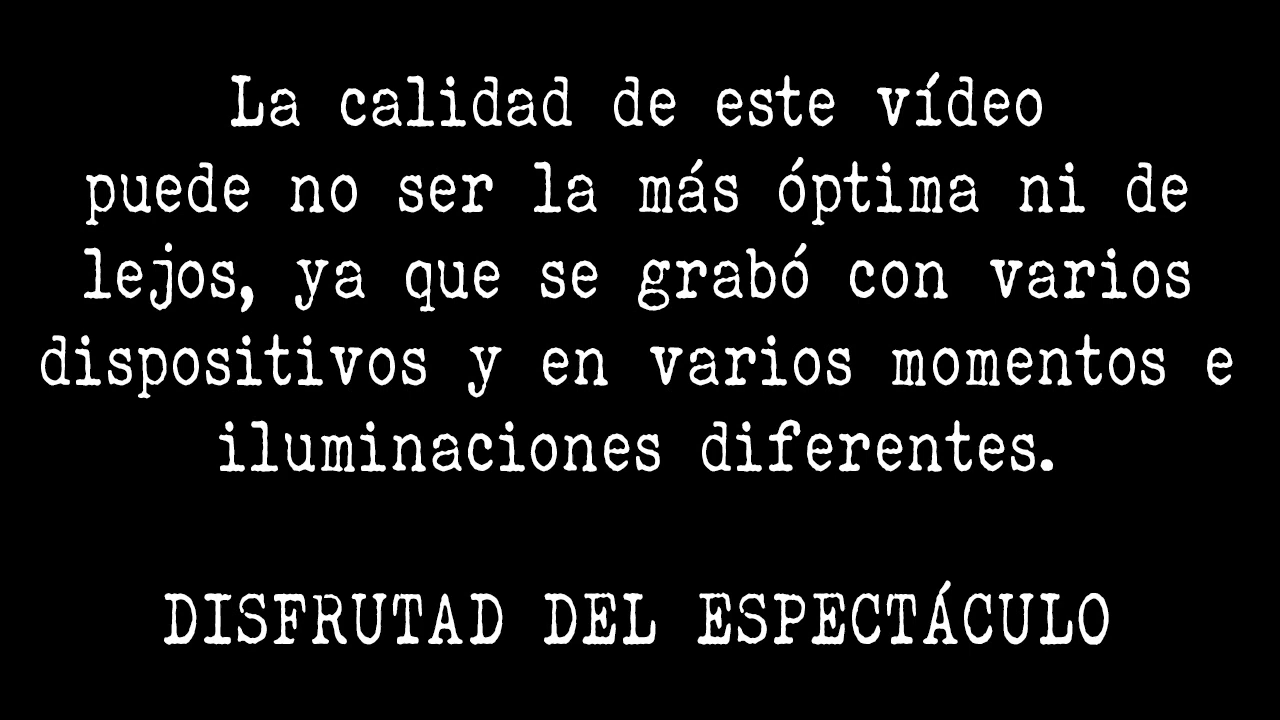 La calidad de este vídeo
puede no ser la más óptima ni de
lejos, ya que se grabó con varios
dispositivos y en varios momentos e
iluminaciones diferentes.
DISFRUTAD DEL ESPECTÁCULO